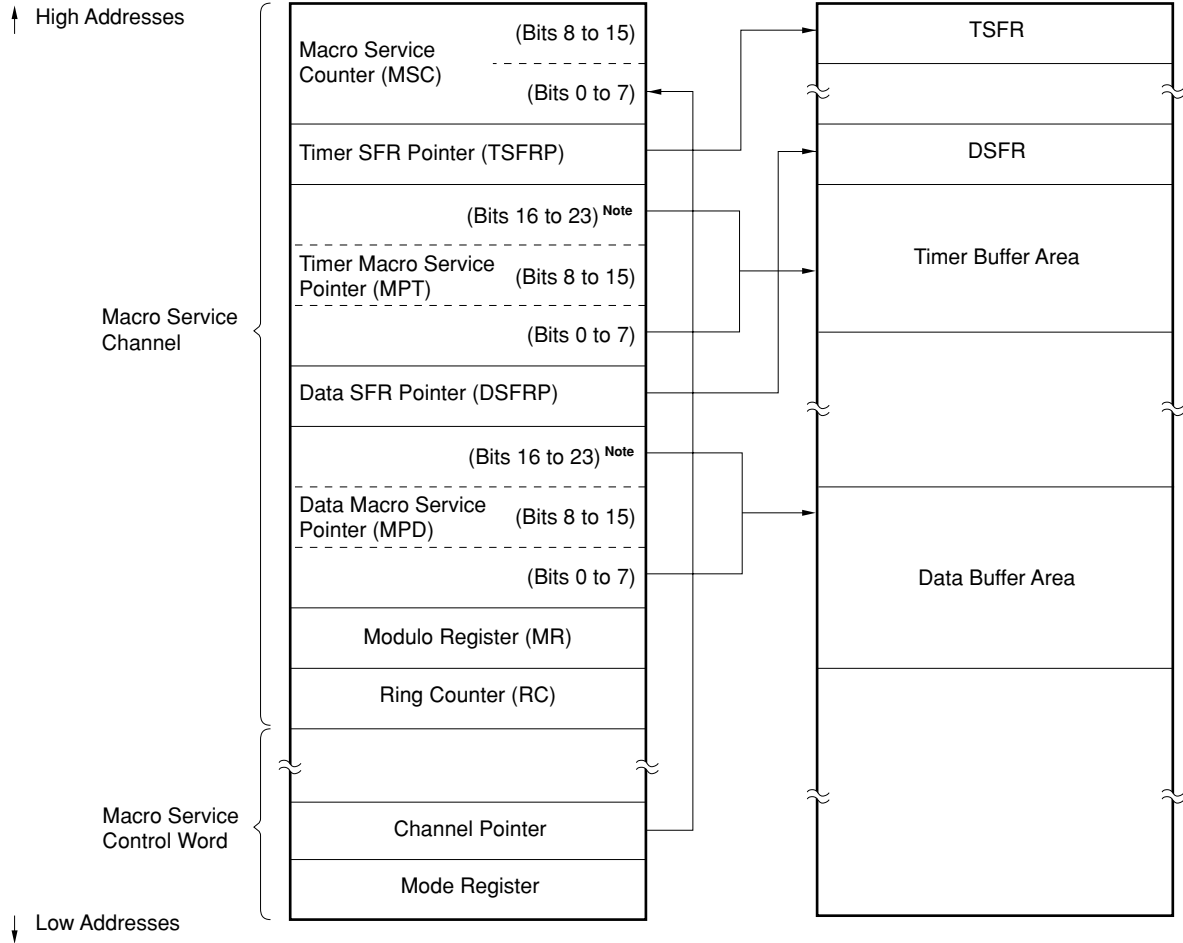 High Addresses
Macro Service
Counter (MSC)
(Bits 8 to 15)
(Bits 0 to 7)
Timer SFR Pointer (TSFRP)
(Bits 16 to 23) Note
Timer Macro Service
Pointer (MPT)
(Bits 8 to 15)
(Bits 0 to 7)
Data SFR Pointer (DSFRP)
(Bits 16 to 23) Note
Data Macro Service
Pointer (MPD)
(Bits 8 to 15)
(Bits 0 to 7)
Modulo Register (MR)
Ring Counter (RC)
Channel Pointer
Mode Register
Macro Service
Channel
Macro Service
Control Word
Low Addresses
TSFR
DSFR
Timer Buffer Area
Data Buffer Area